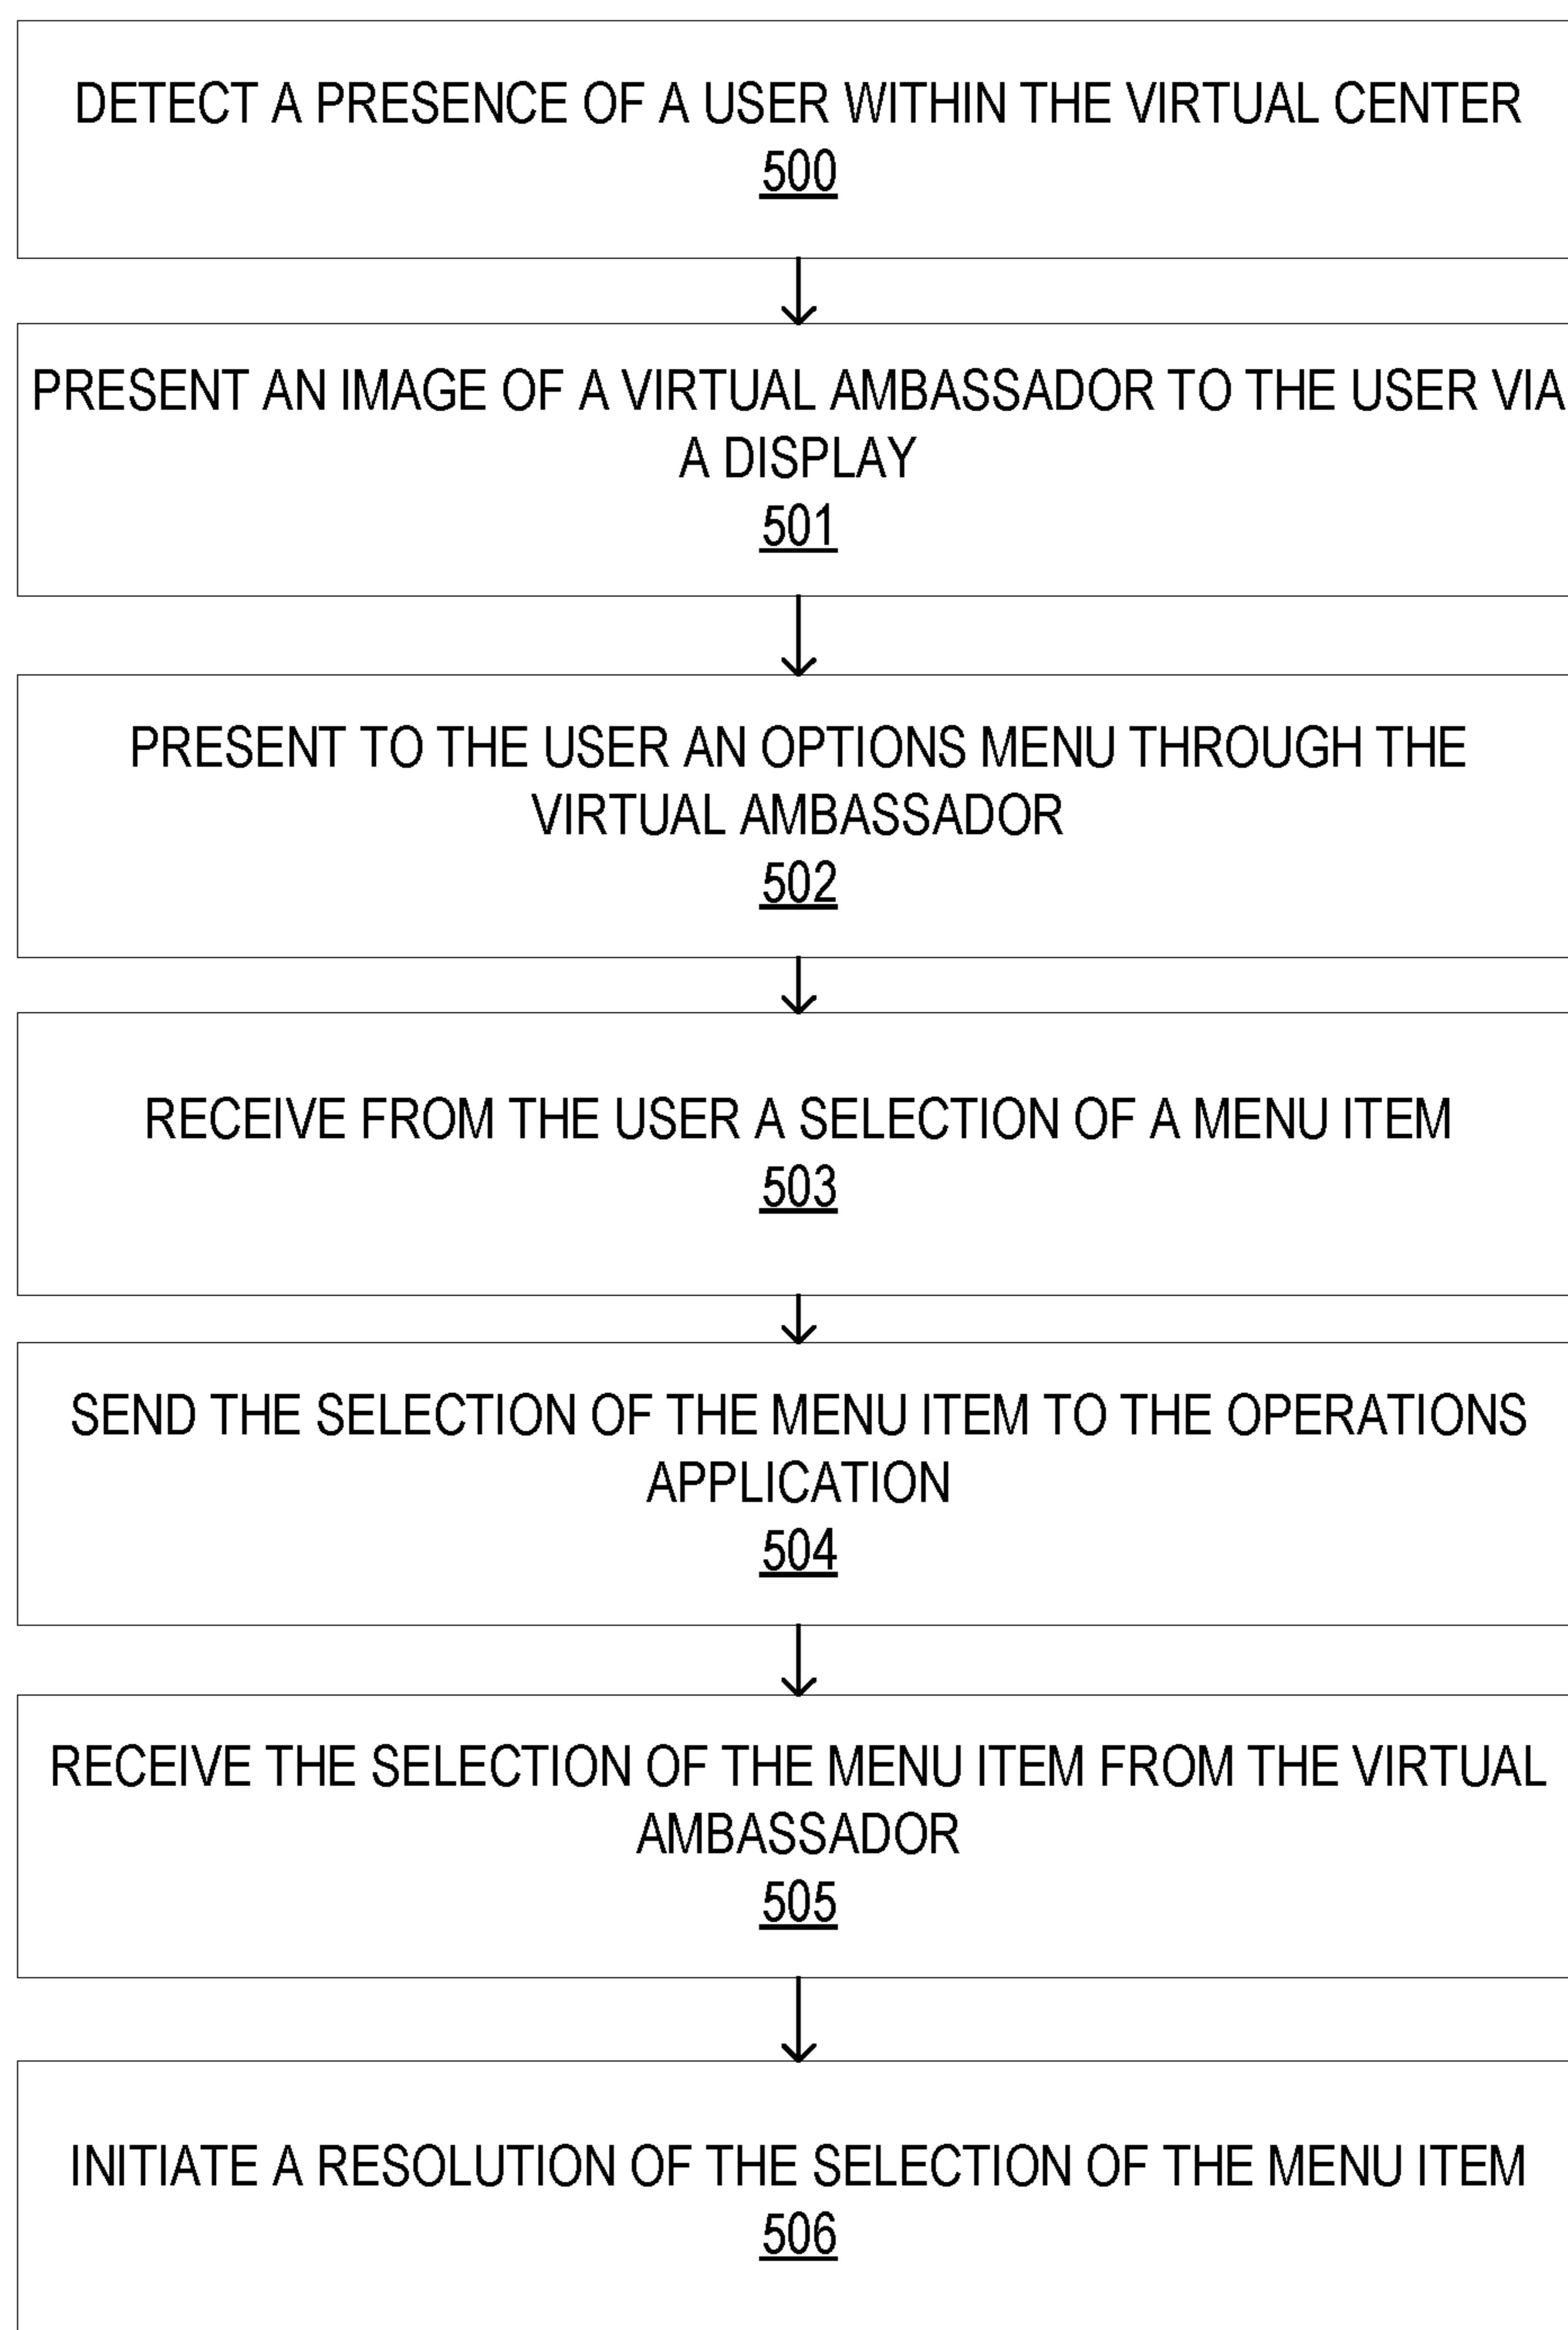 DETECT A PRESENCE OF A USER WITHIN THE VIRTUAL CENTER
500
PRESENT AN IMAGE OF A VIRTUAL AMBASSADOR TO THE USER VIA
A DISPLAY
501
PRESENT TO THE USER AN OPTIONS MENU THROUGH THE
VIRTUAL AMBASSADOR
502
RECEIVE FROM THE USER A SELECTION OF A MENU ITEM
503
SEND THE SELECTION OF THE MENU ITEM TO THE OPERATIONS
APPLICATION
504
RECEIVE THE SELECTION OF THE MENU ITEM FROM THE VIRTUAL
AMBASSADOR
505
INITIATE A RESOLUTION OF THE SELECTION OF THE MENU ITEM
506